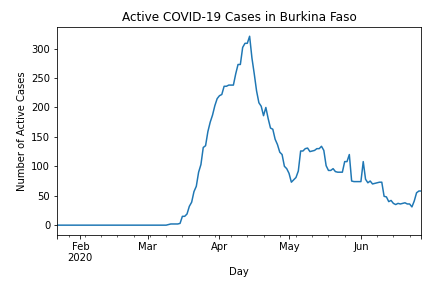 Active COVID-19 Cases in Burkina Faso
300
250
200
150
100
50
0
Number of Active Cases
Feb Mar Apr May Jun
2020
Day